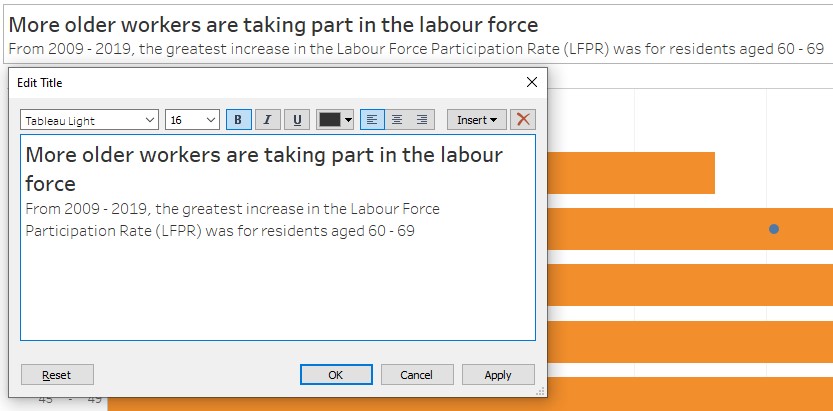 More older workers are taking part in the labour force
From 2009 - 2019, the greatest increase in the Labour Force Participation Rate (LFPR) was for residents aged 60 - 69
Edit Title
Tableau Light 16 B I U Insert
More older workers are taking part in the labour
force
From 2009 - 2019, the greatest increase in the Labour Force
Participation Rate (LFPR) was for residents aged 60 - 69
Reset OK Cancel Apply
45 - 49